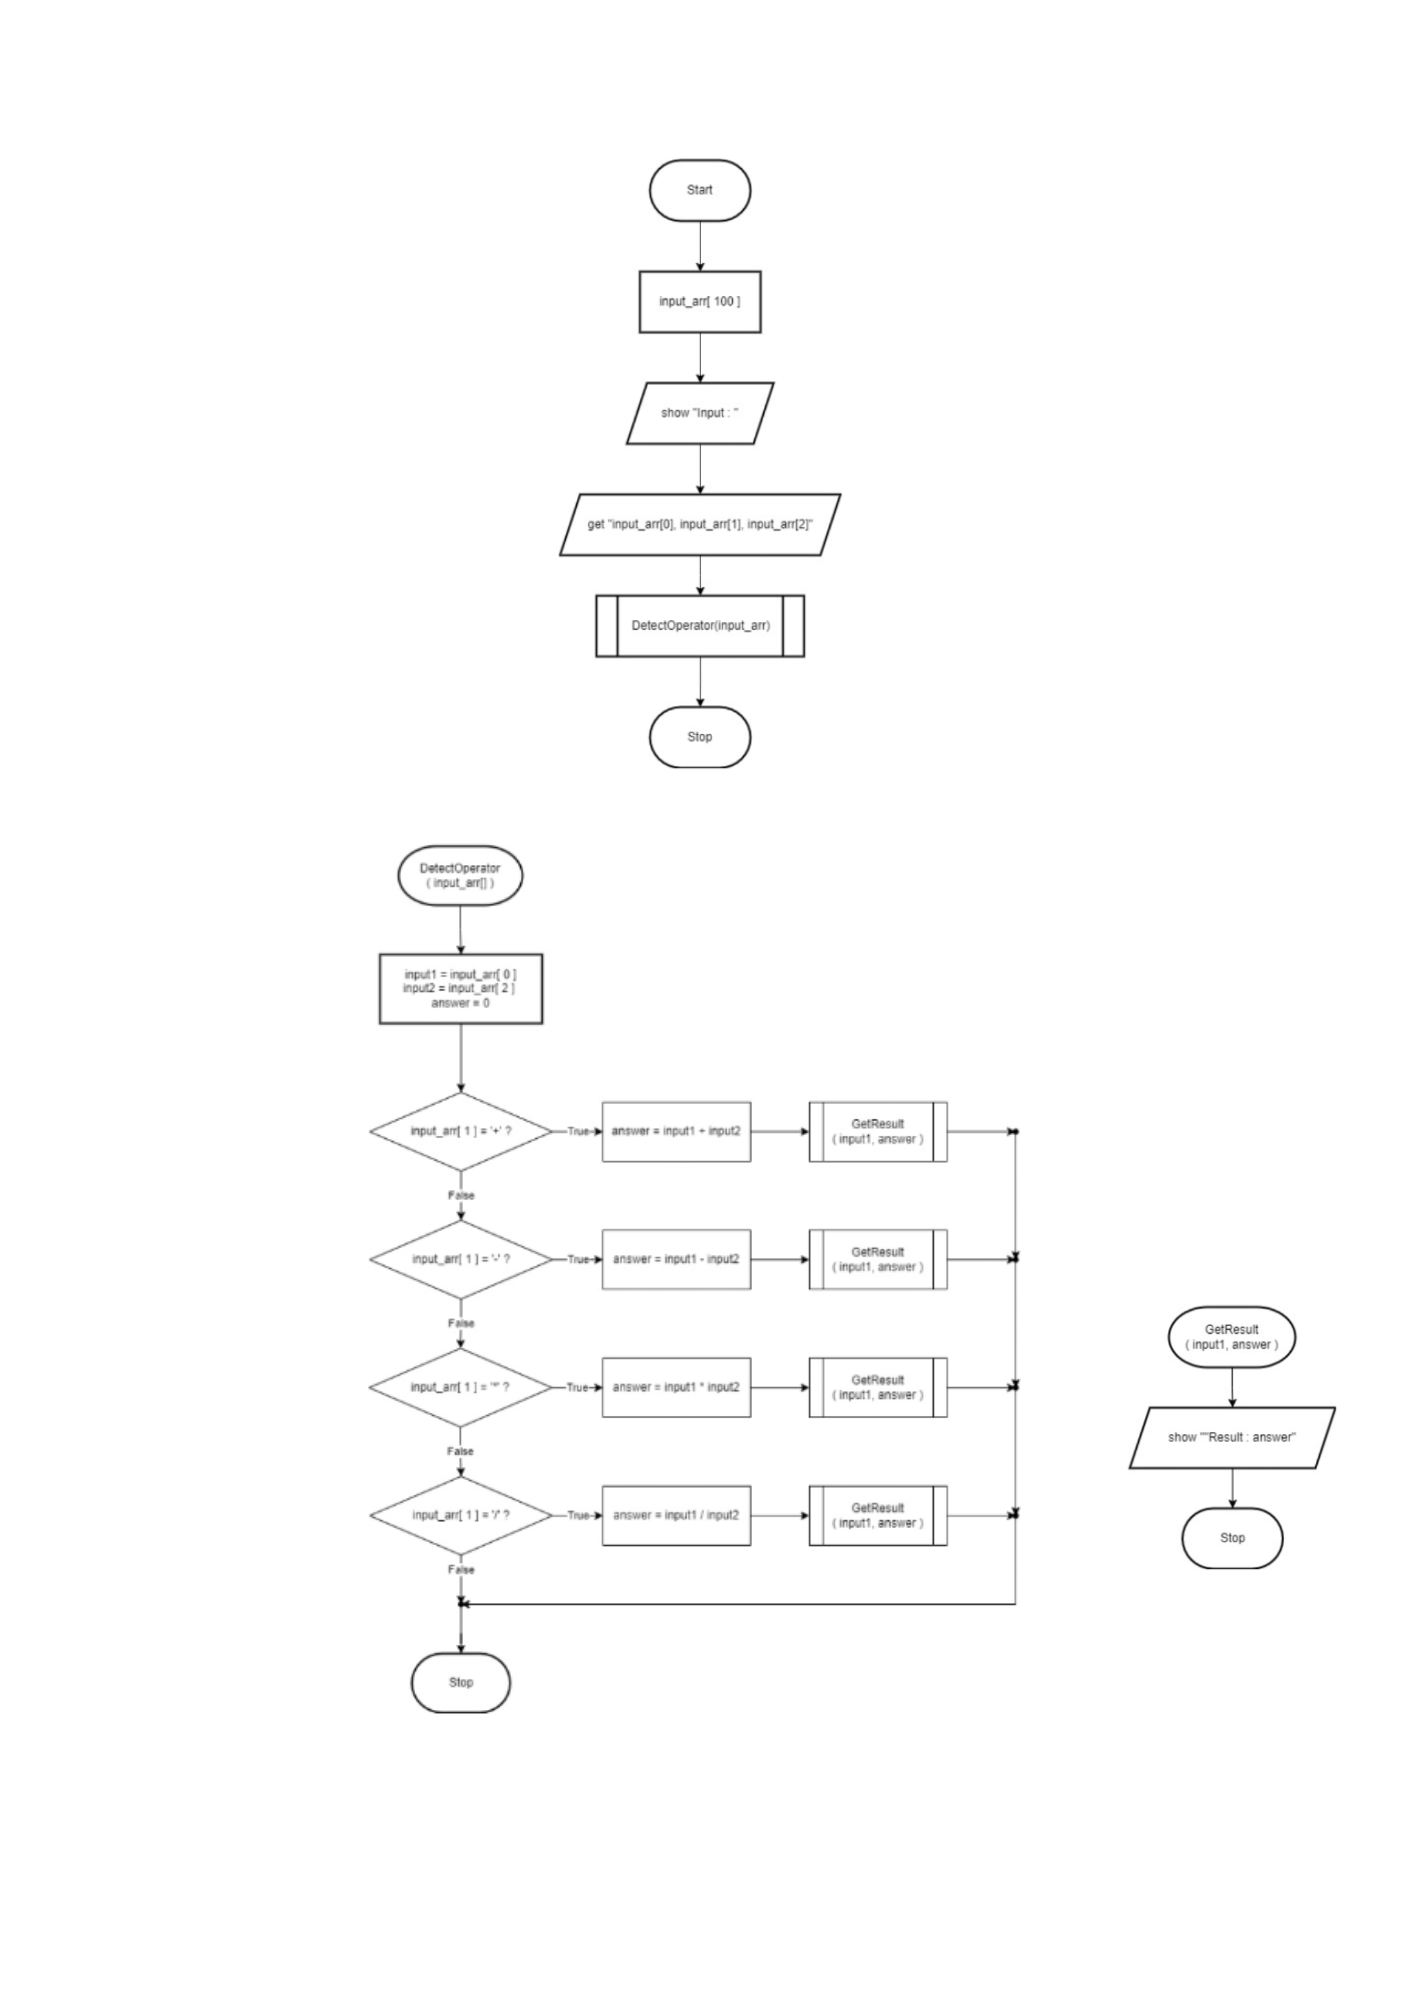 Start
input_arr[ 100 ]
show "Input : "
get "input_arr[0], input_arr[1], input_arr[2]"
DetectOperator(input_arr)
Stop
DetectOperator
( input_arr[] )
input1 = input_arr[ 0 ]
input2 = input_arr[ 2 ]
answer = 0
input_arr[ 1 ] = '+' ?
True
answer = input1 + input2
GetResult
( input1, answer )
False
input_arr[ 1 ] = '-' ?
True
answer = input1 - input2
GetResult
( input1, answer )
False
input_arr[ 1 ] = '*' ?
True
answer = input1 * input2
GetResult
( input1, answer )
False
input_arr[ 1 ] = '/' ?
True
answer = input1 / input2
GetResult
( input1, answer )
False
Stop
GetResult
( input1, answer )
show ""Result : answer"
Stop